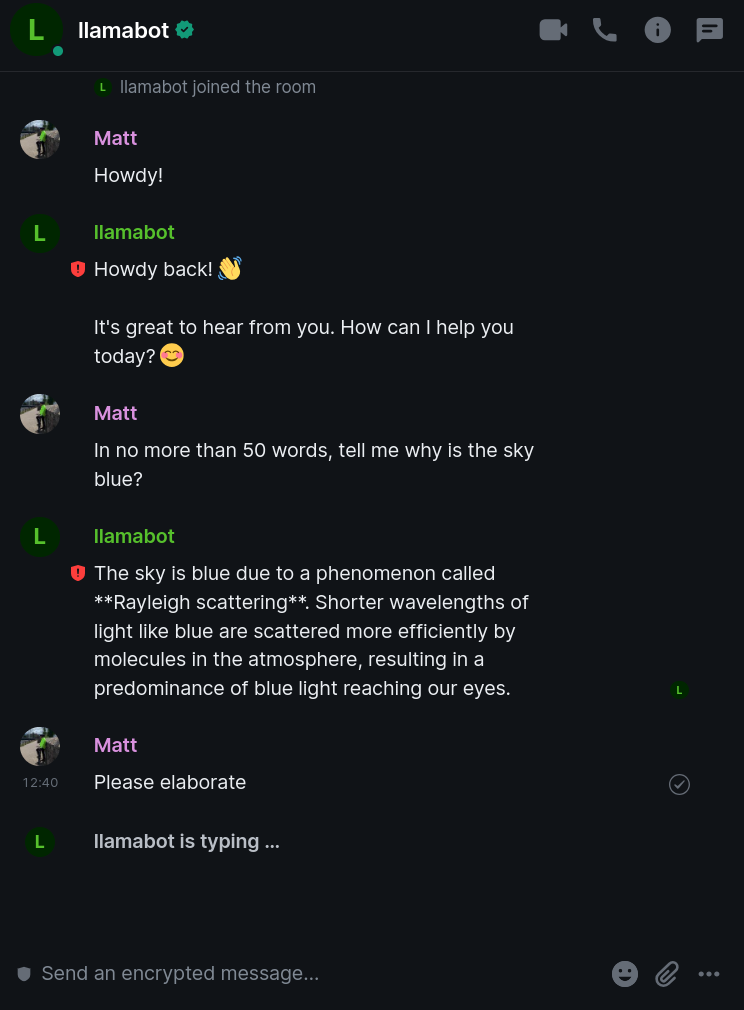 L llamabot
L llamabot joined the room
Matt
Howdy!
L llamabot
Howdy back! 👋
It's great to hear from you. How can I help you
today? 😊
Matt
In no more than 50 words, tell me why is the sky
blue?
L llamabot
The sky is blue due to a phenomenon called
**Rayleigh scattering**. Shorter wavelengths of
light like blue are scattered more efficiently by
molecules in the atmosphere, resulting in a
predominance of blue light reaching our eyes.
L
Matt
12:40 Please elaborate
L llamabot is typing ...
Send an encrypted message...